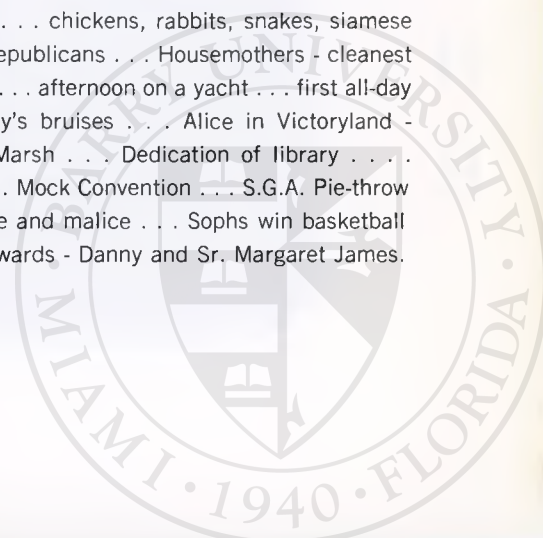 . . . chickens, rabbits, snakes, siamese
epublicans . . . Housemothers - cleanest
. . . afternoon on a yacht . . . first all-day
y's bruises . . . Alice in Victoryland -
Marsh . . . Dedication of library . . . .
. Mock Convention . . . S.G.A. Pie-throw
e and malice . . . Sophs win basketball
wards - Danny and Sr. Margaret James.
BARRY UNIVERSITY
MIAMI • 1940 • FLORIDA